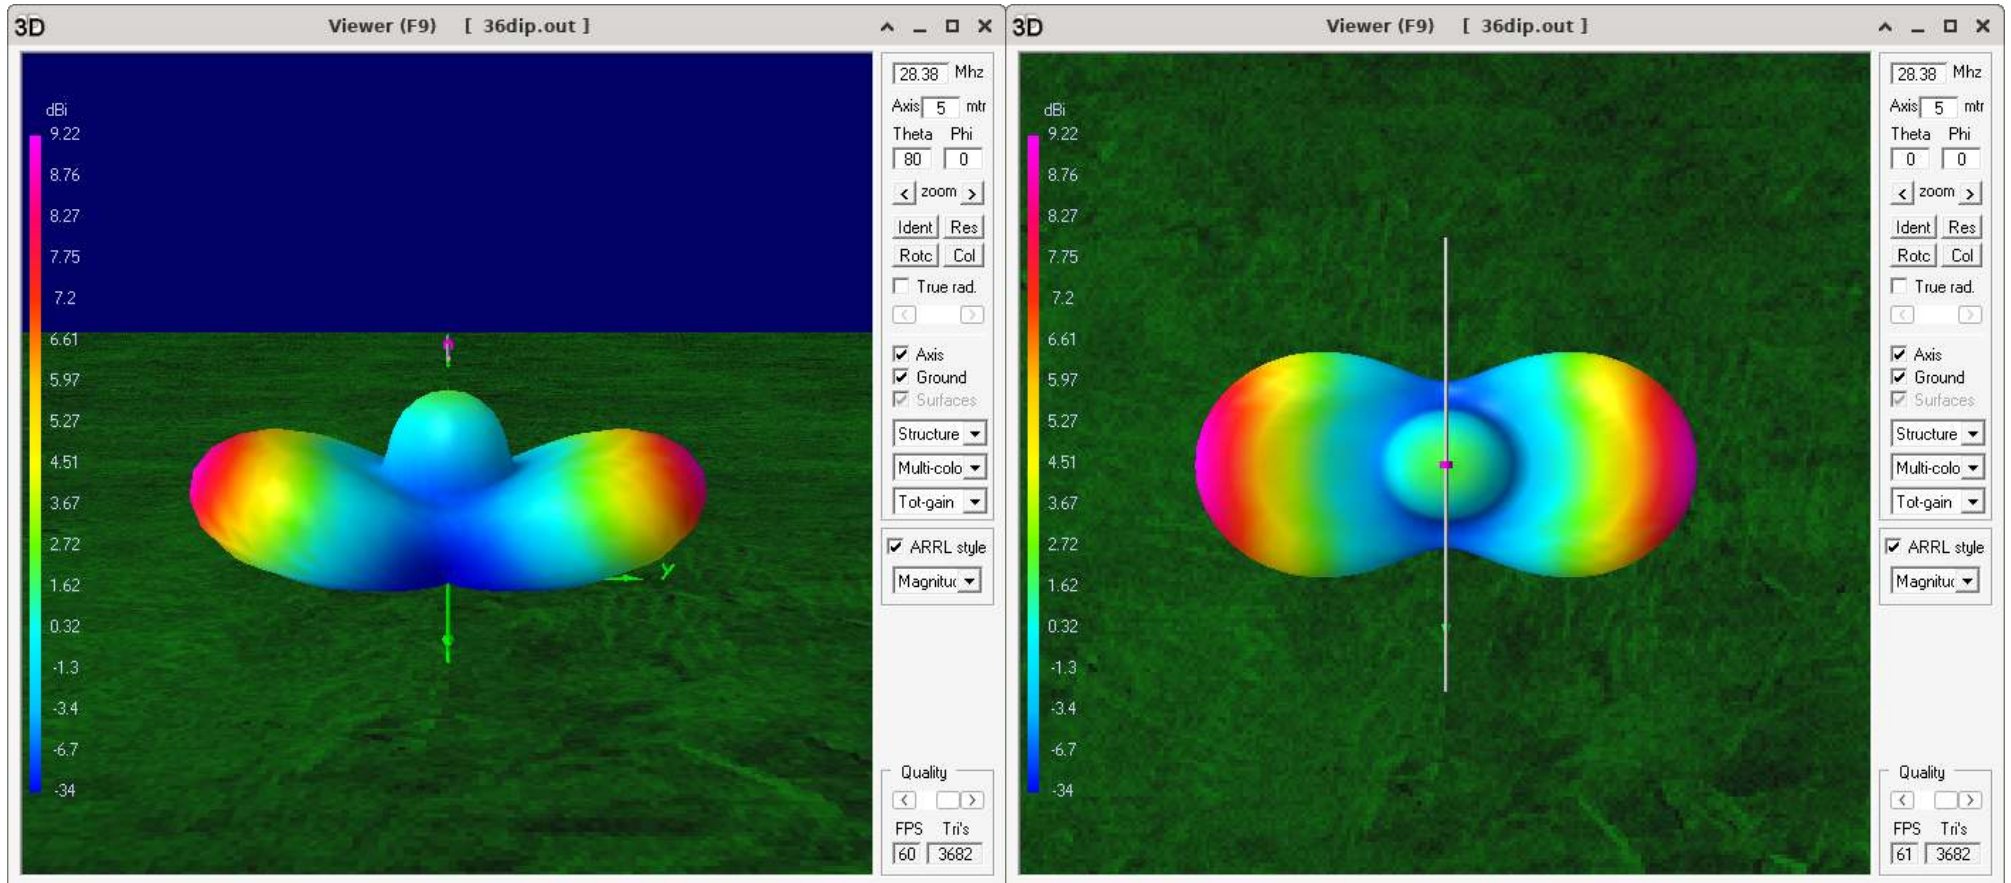 3D Viewer (F9) [ 36dip.out ]
dBi
9.22
8.76
8.27
7.75
7.2
6.61
5.97
5.27
4.51
3.67
2.72
1.62
0.32
-1.3
-3.4
-6.7
-34
Y
28.38 Mhz
Axis 5 mtr
Theta Phi
80 0
< zoom >
Ident Res
Rotc Col
True rad.
Axis
Ground
Surfaces
Structure
Multi-colo
Tot-gain
ARRL style
Magnituc
Quality
FPS Tri's
60 3682
3D Viewer (F9) [ 36dip.out ]
dBi
9.22
8.76
8.27
7.75
7.2
6.61
5.97
5.27
4.51
3.67
2.72
1.62
0.32
-1.3
-3.4
-6.7
-34
28.38 Mhz
Axis 5 mtr
Theta Phi
0 0
< zoom >
Ident Res
Rotc Col
True rad.
Axis
Ground
Surfaces
Structure
Multi-colo
Tot-gain
ARRL style
Magnituc
Quality
FPS Tri's
61 3682